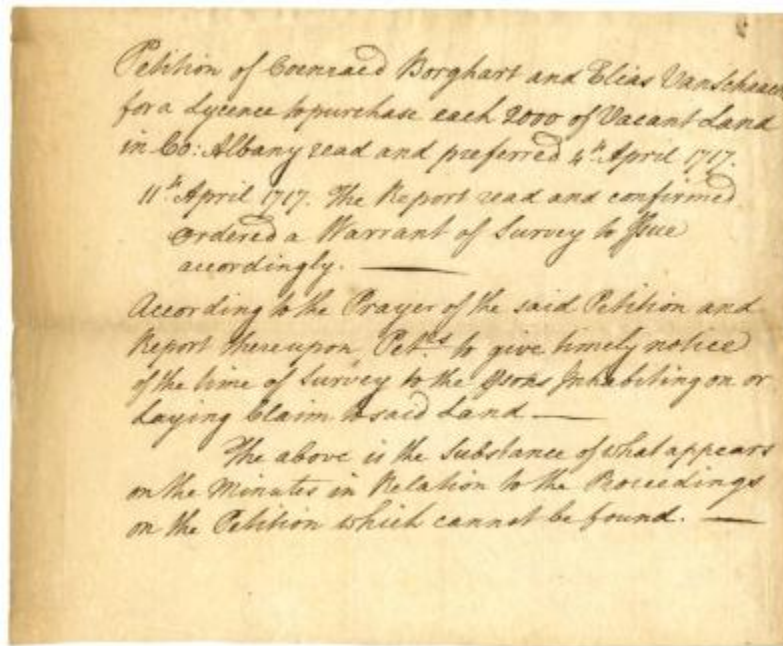 Petition of Coenraed Borghart and Elias VanSchaack
for a Lycence to purchase each 2000 of Vacant Land
in Co: Albany read and preferred 4th April 1717.
11th April 1717. The Report read and confirmed
Ordered a Warrant of Survey to Issue
accordingly. —
According to the Prayer of the said Petition and
Report thereupon, Petrs to give timely notice
of the time of Survey to the psons Inhabiting on or
Laying Claim to said Land —
The above is the Substance of what appears
on the Minutes in Relation to the Proceedings
on the Petition which cannot be found. —